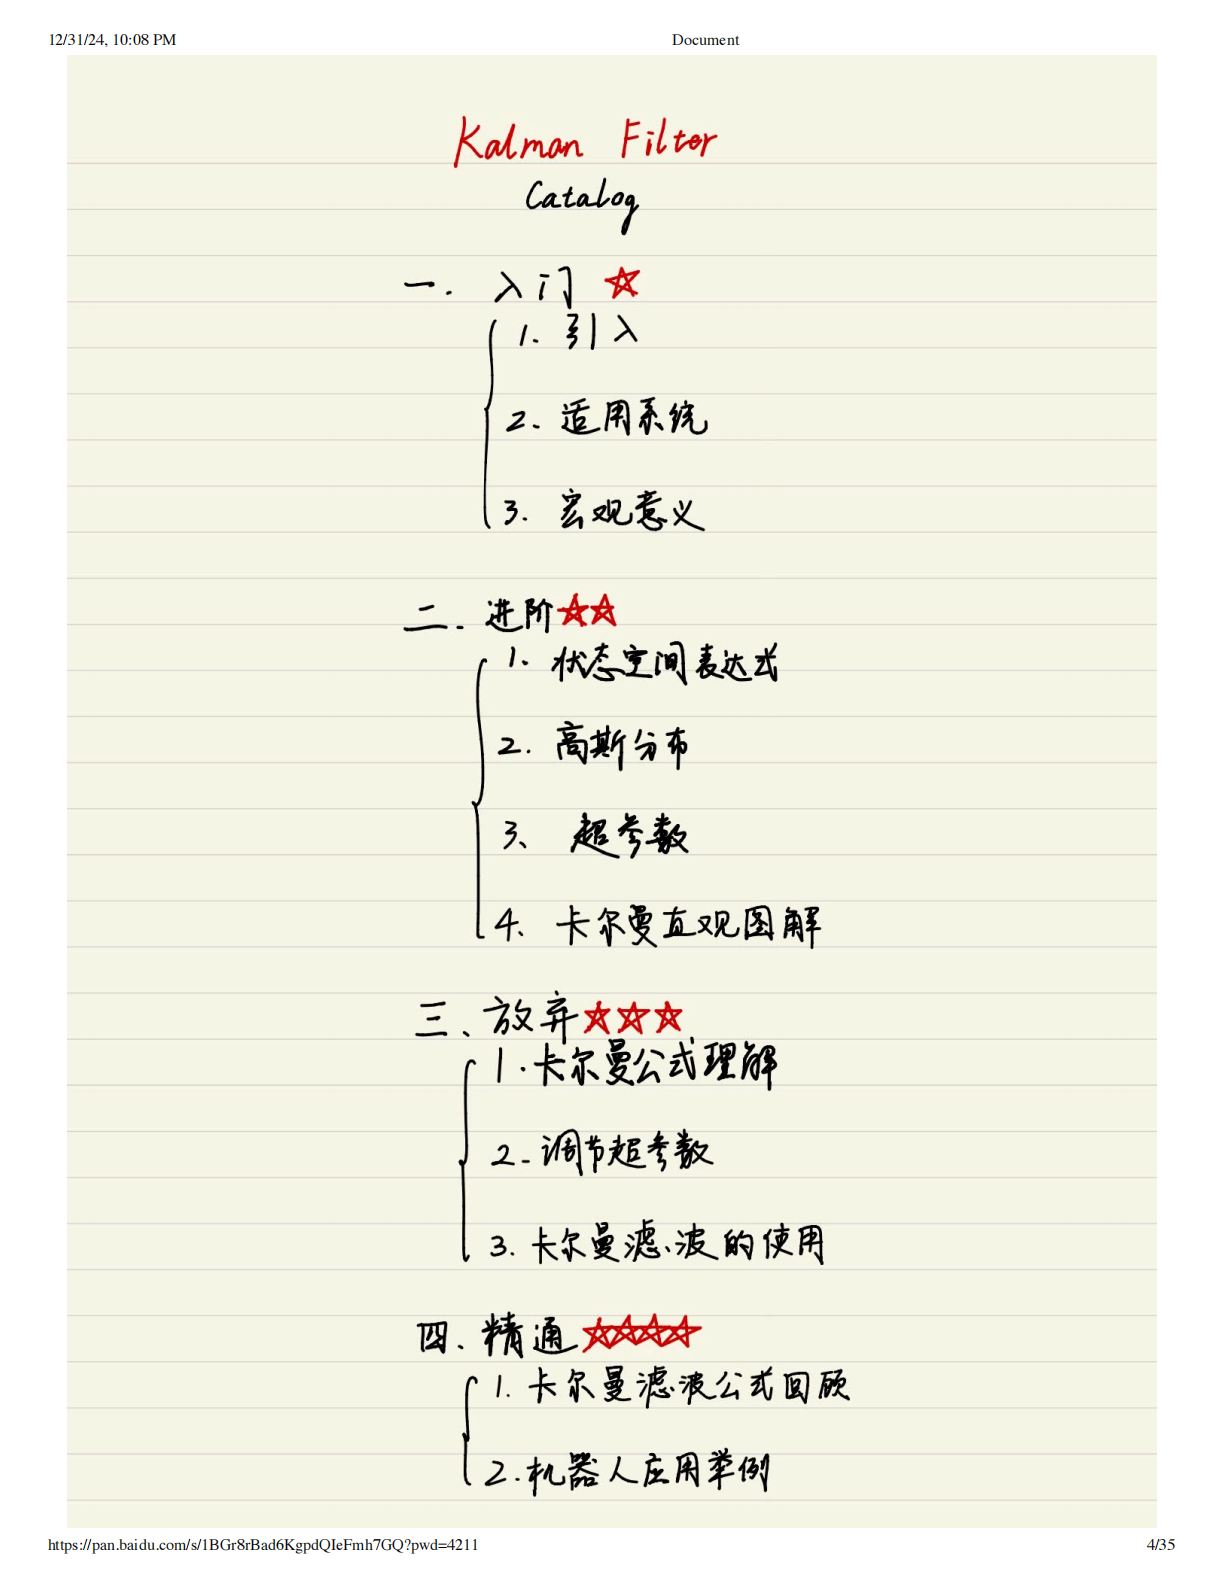 12/31/24, 10:08 PM Document
Kalman Filter
Catalog
一. 入门
1. 引入
2. 适用系统
3. 宏观意义
二. 进阶
1. 状态空间表达式
2. 高斯分布
3、 超参数
4、 卡尔曼直观图解
三、放弃
1. 卡尔曼公式理解
2. 调节超参数
3. 卡尔曼滤波的使用
四、精通
1. 卡尔曼滤波公式回顾
2. 机器人应用举例
https://pan.baidu.com/s/1BGr8rBad6KgpdQIeFmh7GQ?pwd=4211 4/35